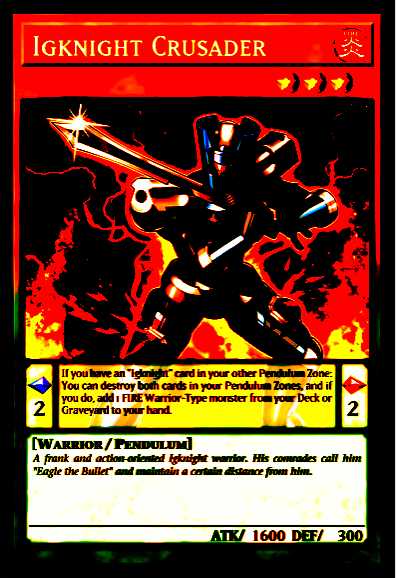 Igknight Crusader
FIRE
炎
If you have an "Igknight" card in your other Pendulum Zone:
You can destroy both cards in your Pendulum Zones, and if
you do, add 1 FIRE Warrior-Type monster from your Deck or
Graveyard to your hand.
2
2
[Warrior/Pendulum]
A frank and action-oriented Igknight warrior. His comrades call him
"Eagle the Bullet" and maintain a certain distance from him.
ATK/ 1600 DEF/ 300